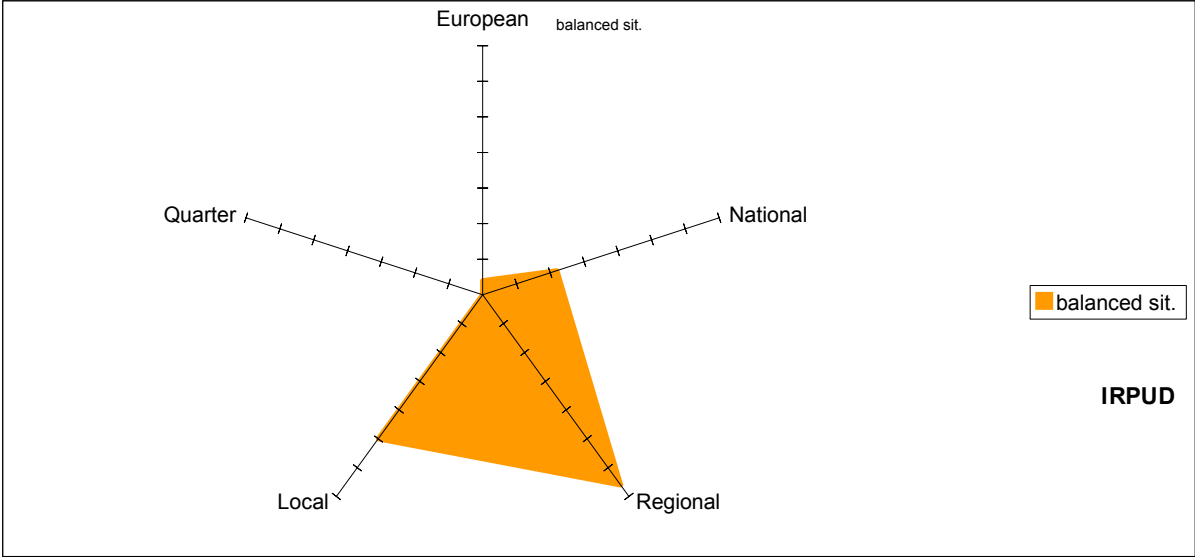 European
balanced sit.
Quarter
National
balanced sit.
IRPUD
Local
Regional